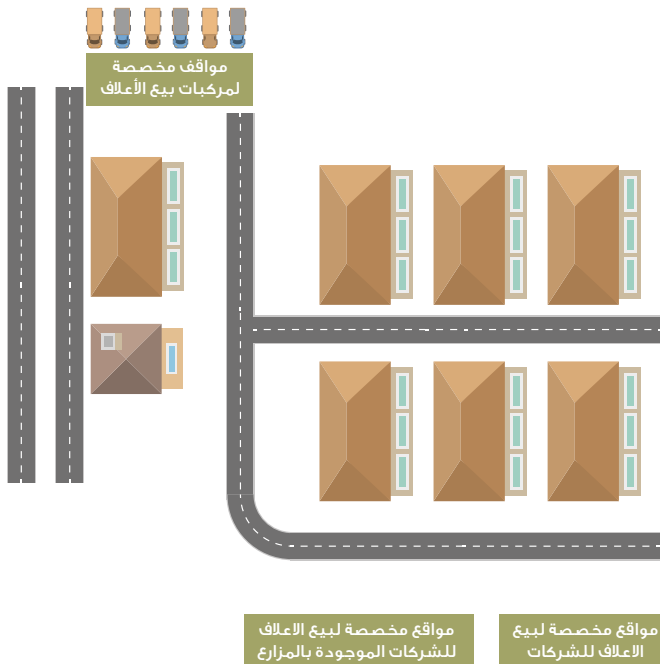 مواقف مخصصة
لمركبات بيع الأعلاف
مواقع مخصصة لبيع
الاعلاف للشركات
مواقع مخصصة لبيع الاعلاف
للشركات الموجودة بالمزارع